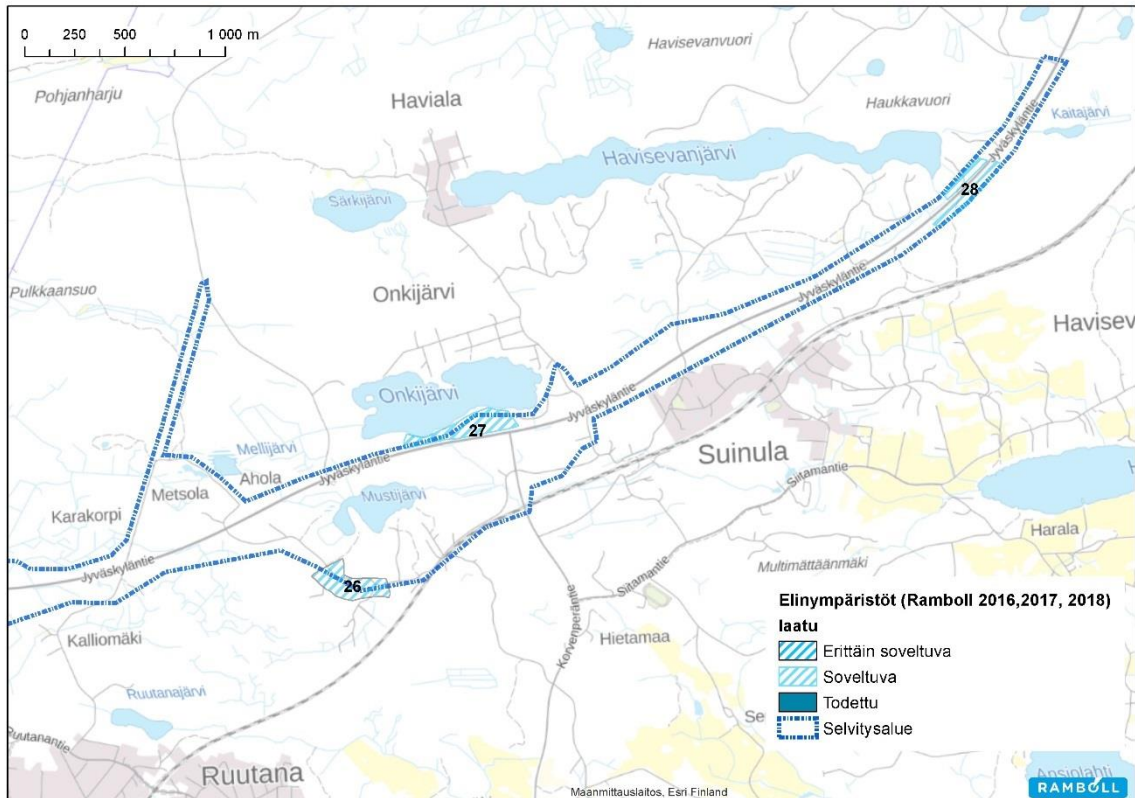 0 250 500 1 000 m
Havisevanvuori
Pohjanharju
Haviala
Haukkavuori
Kaitajärvi
Jyväskyläntie
Havisevanjärvi
28
Särkijärvi
Onkijärvi
Pulkkaansuo
Jyväskyläntie
Onkijärvi
Jyväskyläntie
27
Suinula
Mellijärvi
Ahola
Jyväskyläntie
Metsola
Mustijärvi
Siitamantie
Karakorpi
Harala
Jyväskyläntie
Multimättäänmäki
26
Siitamantie
Kalliomäki
Korvenperäntie
Hietamaa
Ruutanajärvi
Ruutanantie
Ruutana
Elinympäristöt (Ramboll 2016,2017, 2018)
laatu
Erittäin soveltuva
Soveltuva
Todettu
Selvitysalue
Ansiolahti
RAMBOLL
Maanmittauslaitos, Esri Finland